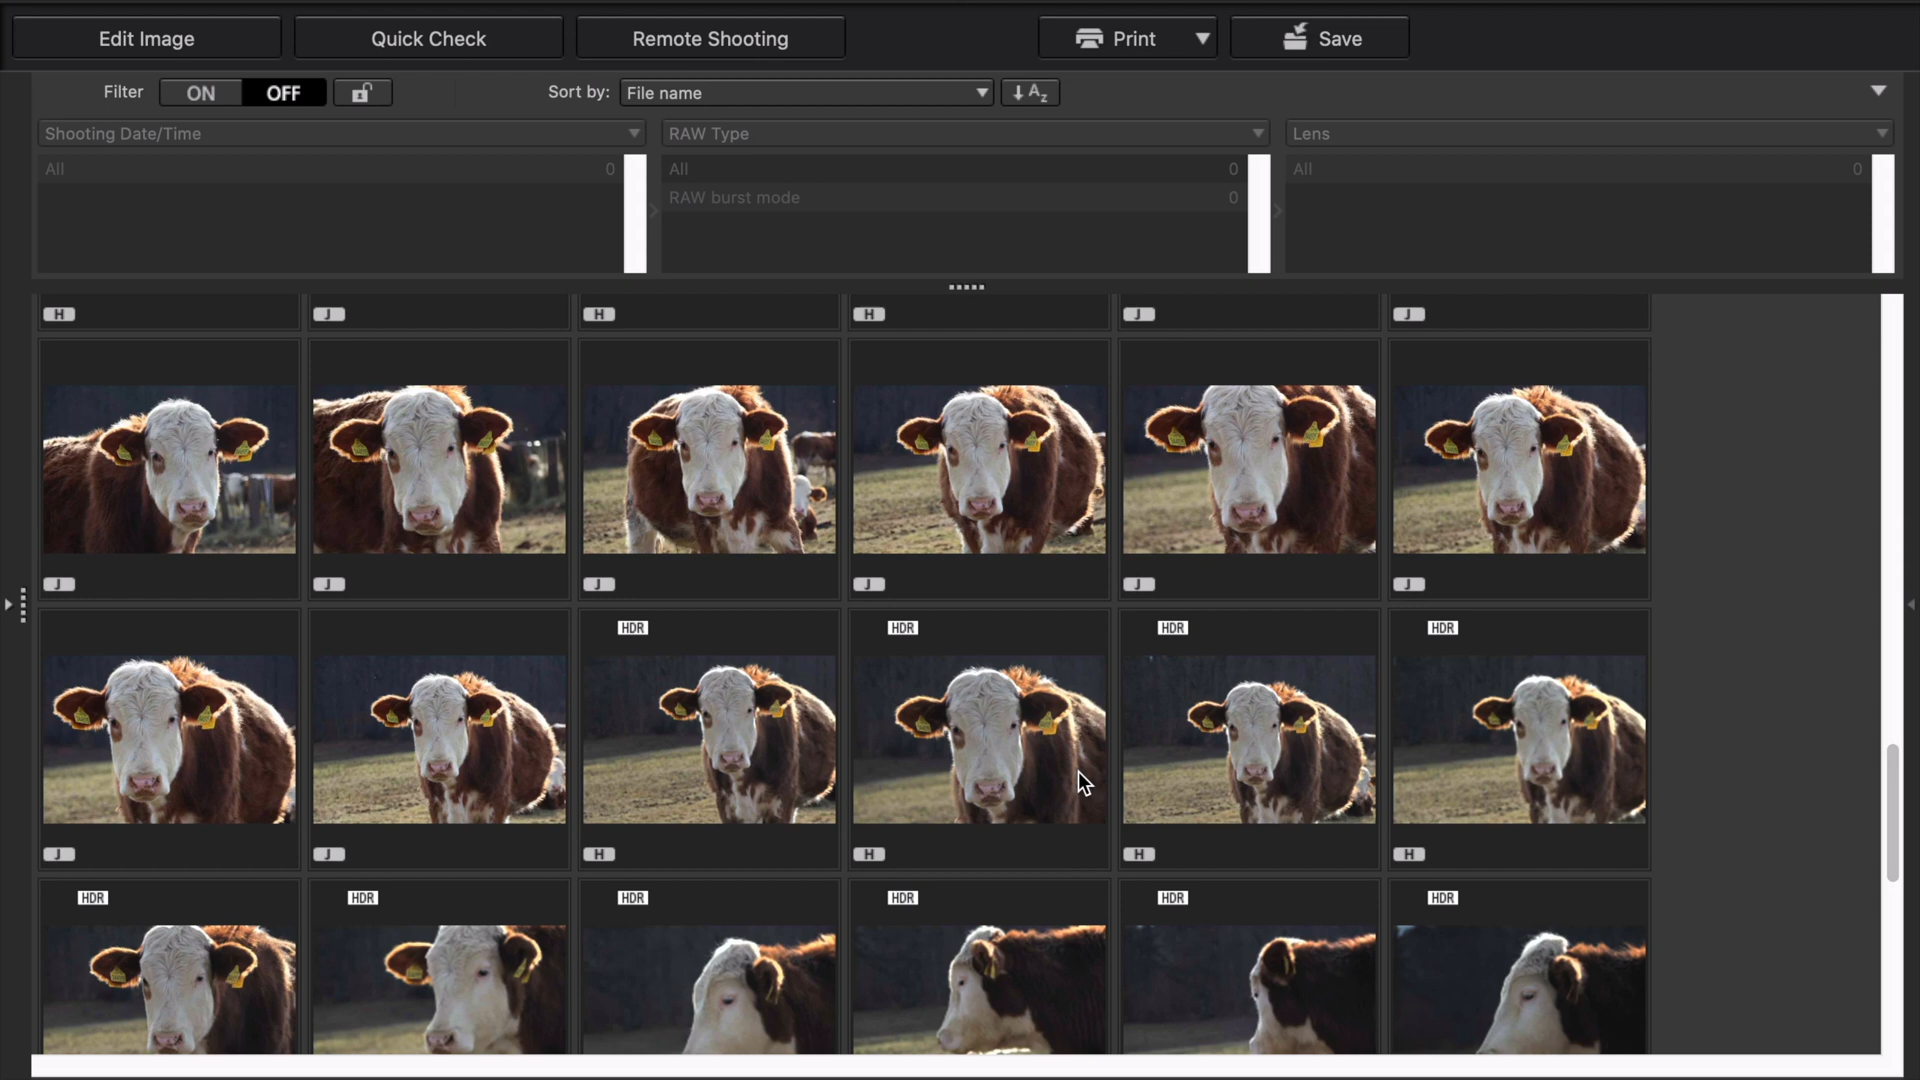 Edit Image Quick Check Remote Shooting Print Save
Filter ON OFF Sort by: File name AZ
Shooting Date/Time RAW Type Lens
All 0 All 0 All 0
RAW burst mode 0
H J H H J J
J J J J J J
HDR HDR HDR HDR
J J H H H H
HDR HDR HDR HDR HDR HDR